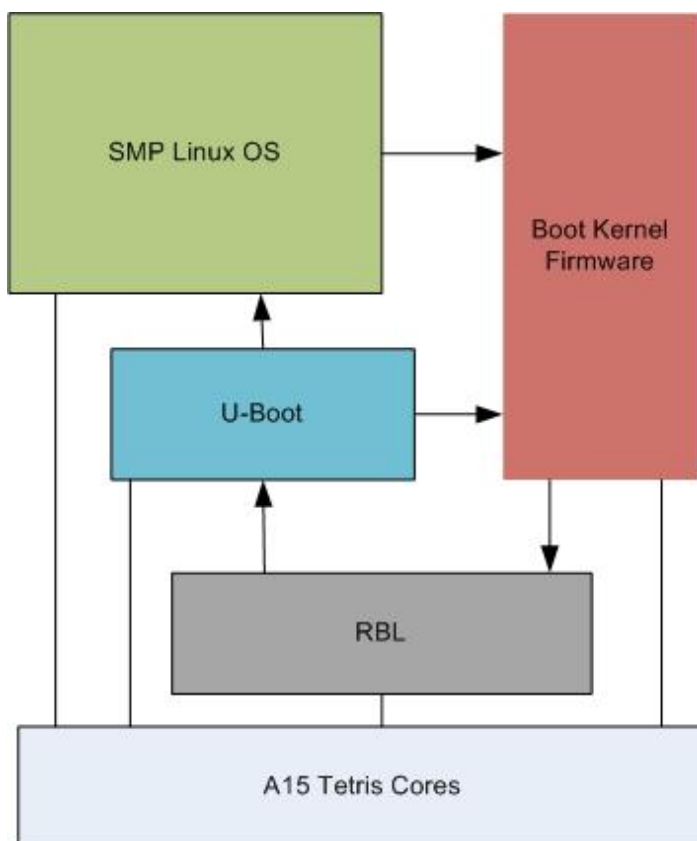 SMP Linux OS
Boot Kernel
Firmware
U-Boot
RBL
A15 Tetris Cores